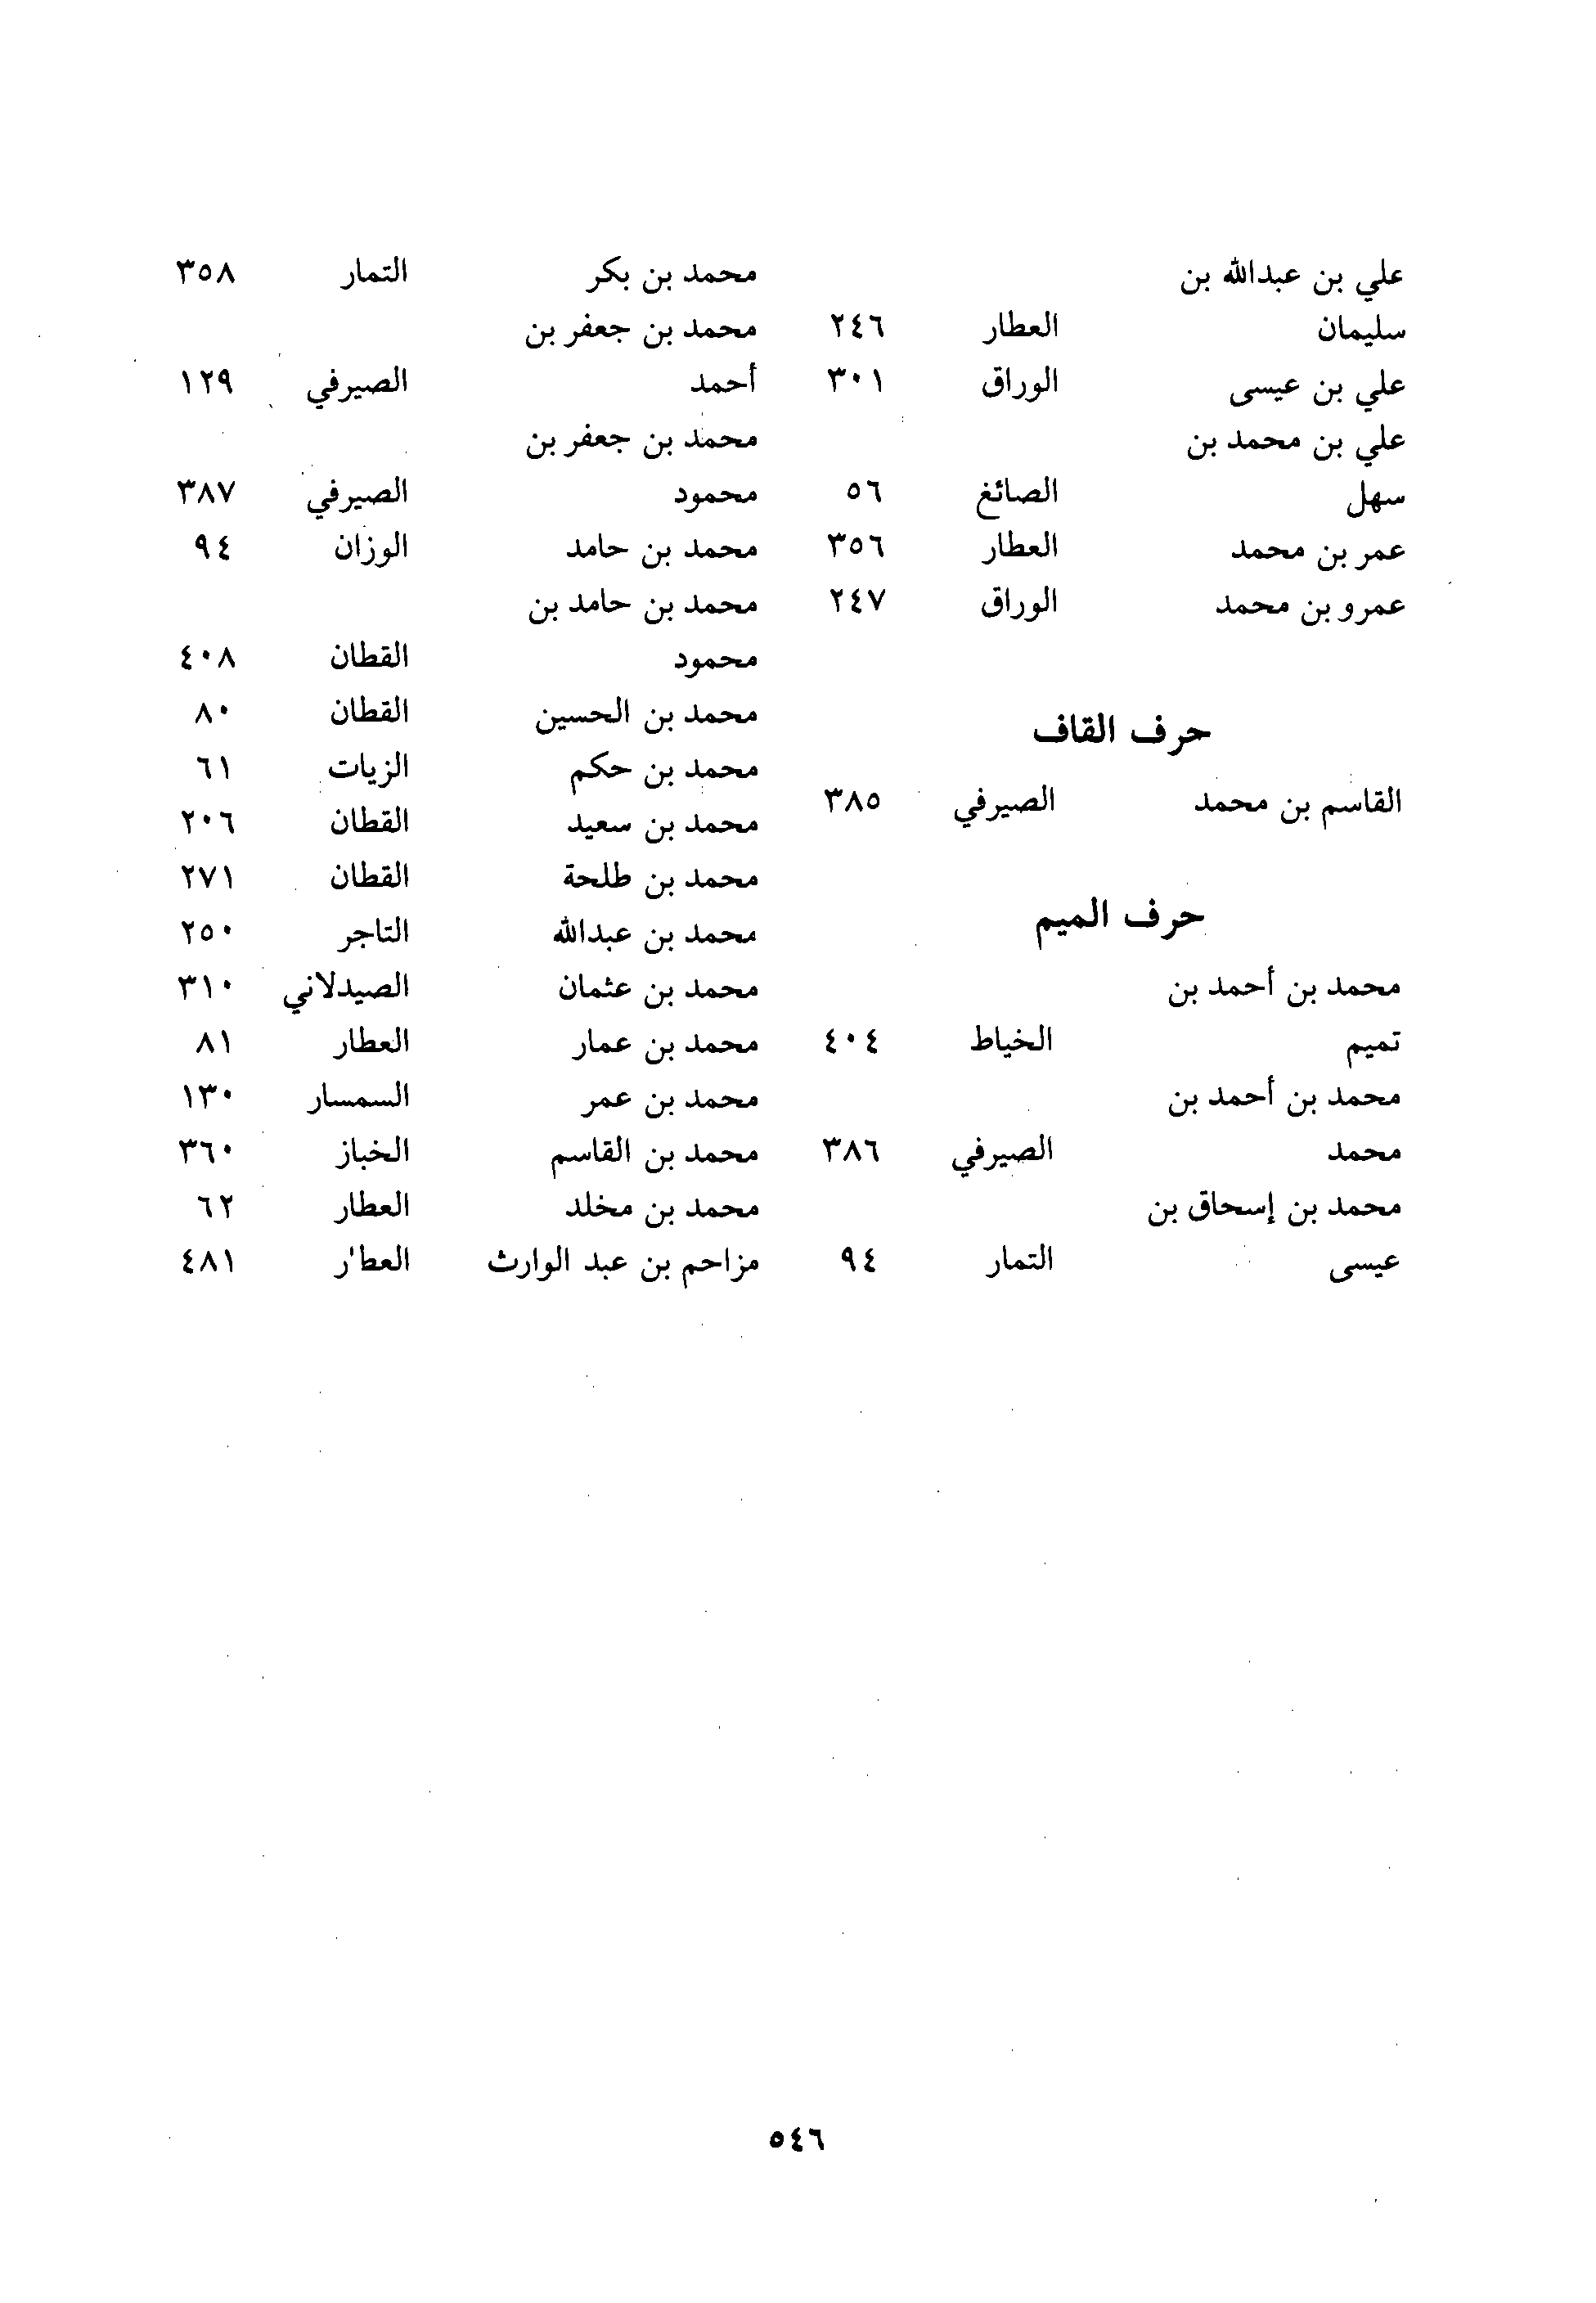 علي بن عبدالله بن
سليمان العطار ٢٤٦
علي بن عيسى الوراق ٣٠١
علي بن محمد بن
سهل الصائغ ٥٦
عمر بن محمد العطار ٣٥٦
عمرو بن محمد الوراق ٢٤٧
حرف القاف
القاسم بن محمد الصيرفي ٣٨٥
حرف الميم
محمد بن أحمد بن
تميم الخياط ٤٠٤
محمد بن أحمد بن
محمد الصيرفي ٣٨٦
محمد بن إسحاق بن
عيسى التمار ٩٤
محمد بن بكر التمار ٣٥٨
محمد بن جعفر بن
أحمد الصيرفي ١٢٩
محمد بن جعفر بن
محمود الصيرفي ٣٨٧
محمد بن حامد الوزان ٩٤
محمد بن حامد بن
محمود القطان ٤٠٨
محمد بن الحسين القطان ٨٠
محمد بن حكم الزيات ٦١
محمد بن سعيد القطان ٢٠٦
محمد بن طلحة القطان ٢٧١
محمد بن عبدالله التاجر ٢٥٠
محمد بن عثمان الصيدلاني ٣١٠
محمد بن عمار العطار ٨١
محمد بن عمر السمسار ١٣٠
محمد بن القاسم الخباز ٣٦٠
محمد بن مخلد العطار ٦٢
مزاحم بن عبد الوارث العطار ٤٨١
٥٤٦